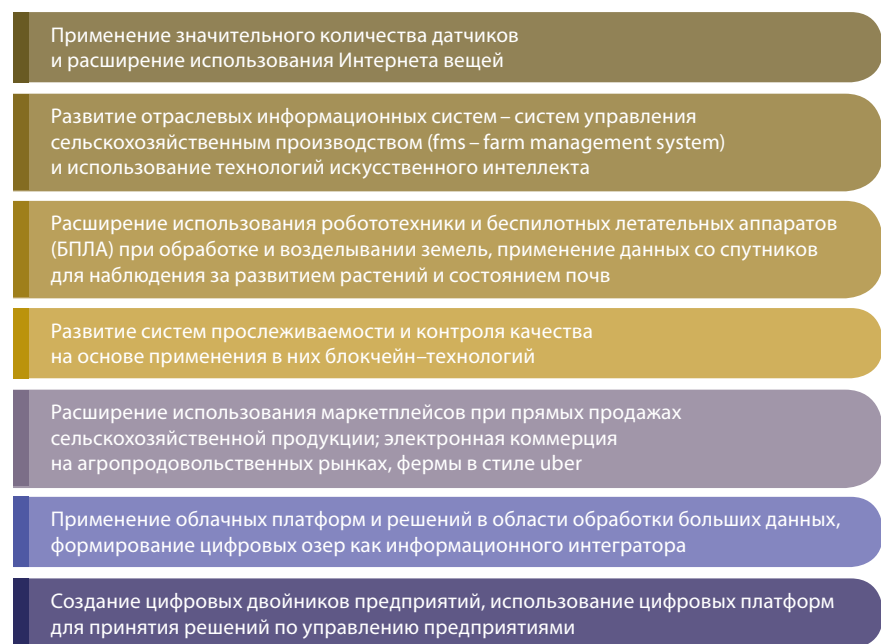 Применение значительного количества датчиков
и расширение использования Интернета вещей
Развитие отраслевых информационных систем – систем управления
сельскохозяйственным производством (fms – farm management system)
и использование технологий искусственного интеллекта
Расширение использования робототехники и беспилотных летательных аппаратов
(БПЛА) при обработке и возделывании земель, применение данных со спутников
для наблюдения за развитием растений и состоянием почв
Развитие систем прослеживаемости и контроля качества
на основе применения в них блокчейн–технологий
Расширение использования маркетплейсов при прямых продажах
сельскохозяйственной продукции; электронная коммерция
на агропродовольственных рынках, фермы в стиле uber
Применение облачных платформ и решений в области обработки больших данных,
формирование цифровых озер как информационного интегратора
Создание цифровых двойников предприятий, использование цифровых платформ
для принятия решений по управлению предприятиями